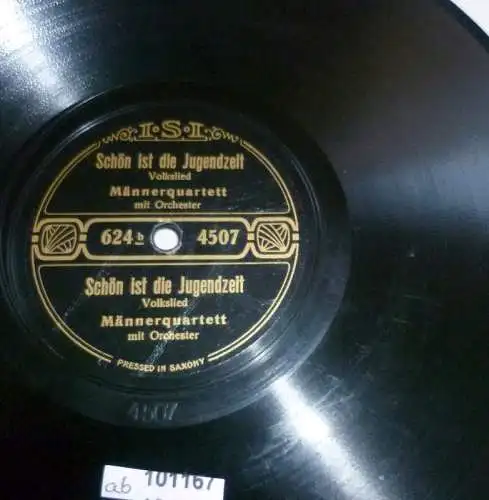 I·S·I
Schön ist die Jugendzeit
Volkslied
Männerquartett
mit Orchester
624 b 4507
Schön ist die Jugendzeit
Volkslied
Männerquartett
mit Orchester
PRESSED IN SAXONY
4507
ab 101167